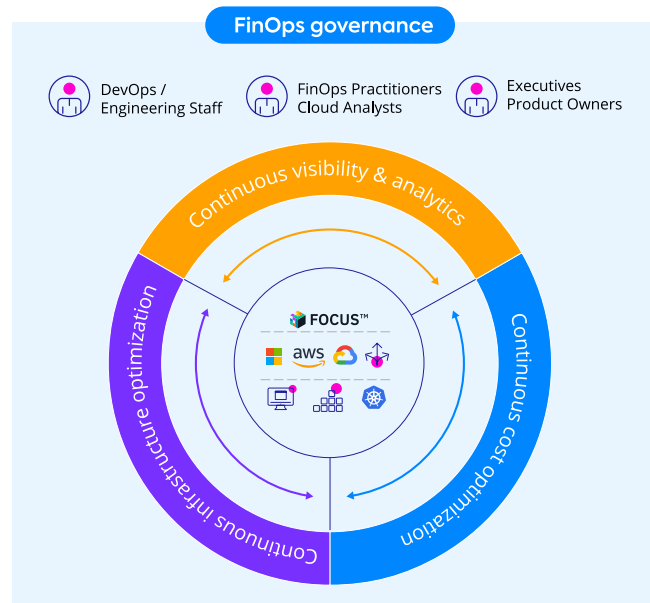 FinOps governance
DevOps /
Engineering Staff
FinOps Practitioners
Cloud Analysts
Executives
Product Owners
Continuous visibility & analytics
Continuous infrastructure optimization
Continuous cost optimization
FOCUS™
aws